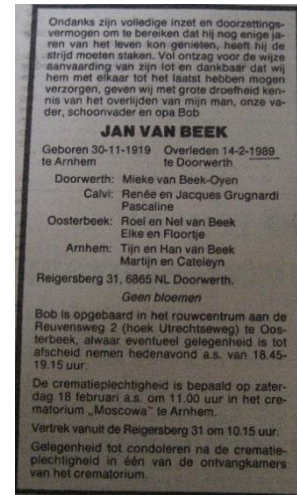 Ondanks zijn volledige inzet en doorzettings-
vermogen om te bereiken dat hij nog enige ja-
ren van het leven kon genieten, heeft hij de
strijd moeten staken. Vol ontzag voor de wijze
aanvaarding van zijn lot en dankbaar dat wij
hem met elkaar tot het laatst hebben mogen
verzorgen, geven wij met grote droefheid ken-
nis van het overlijden van mijn man, onze va-
der, schoonvader en opa Bob
JAN VAN BEEK
Geboren 30-11-1919 Overleden 14-2-1989
te Arnhem te Doorwerth
Doorwerth: Mieke van Beek-Oyen
Calvi: Renée en Jacques Grugnardi
Pascaline
Oosterbeek: Roel en Nel van Beek
Elke en Floortje
Arnhem: Tijn en Han van Beek
Martijn en Cateleyn
Reigersberg 31, 6865 NL Doorwerth.
Geen bloemen
Bob is opgebaard in het rouwcentrum aan de
Reuvensweg 2 (hoek Utrechtseweg) te Oos-
terbeek, alwaar eventueel gelegenheid is tot
afscheid nemen hedenavond a.s. van 18.45-
19.15 uur.
De crematieplechtigheid is bepaald op zater-
dag 18 februari a.s. om 11.00 uur in het cre-
matorium „Moscowa" te Arnhem.
Vertrek vanuit de Reigersberg 31 om 10.15 uur.
Gelegenheid tot condoleren na de crematie-
plechtigheid in één van de ontvangkamers
van het crematorium.